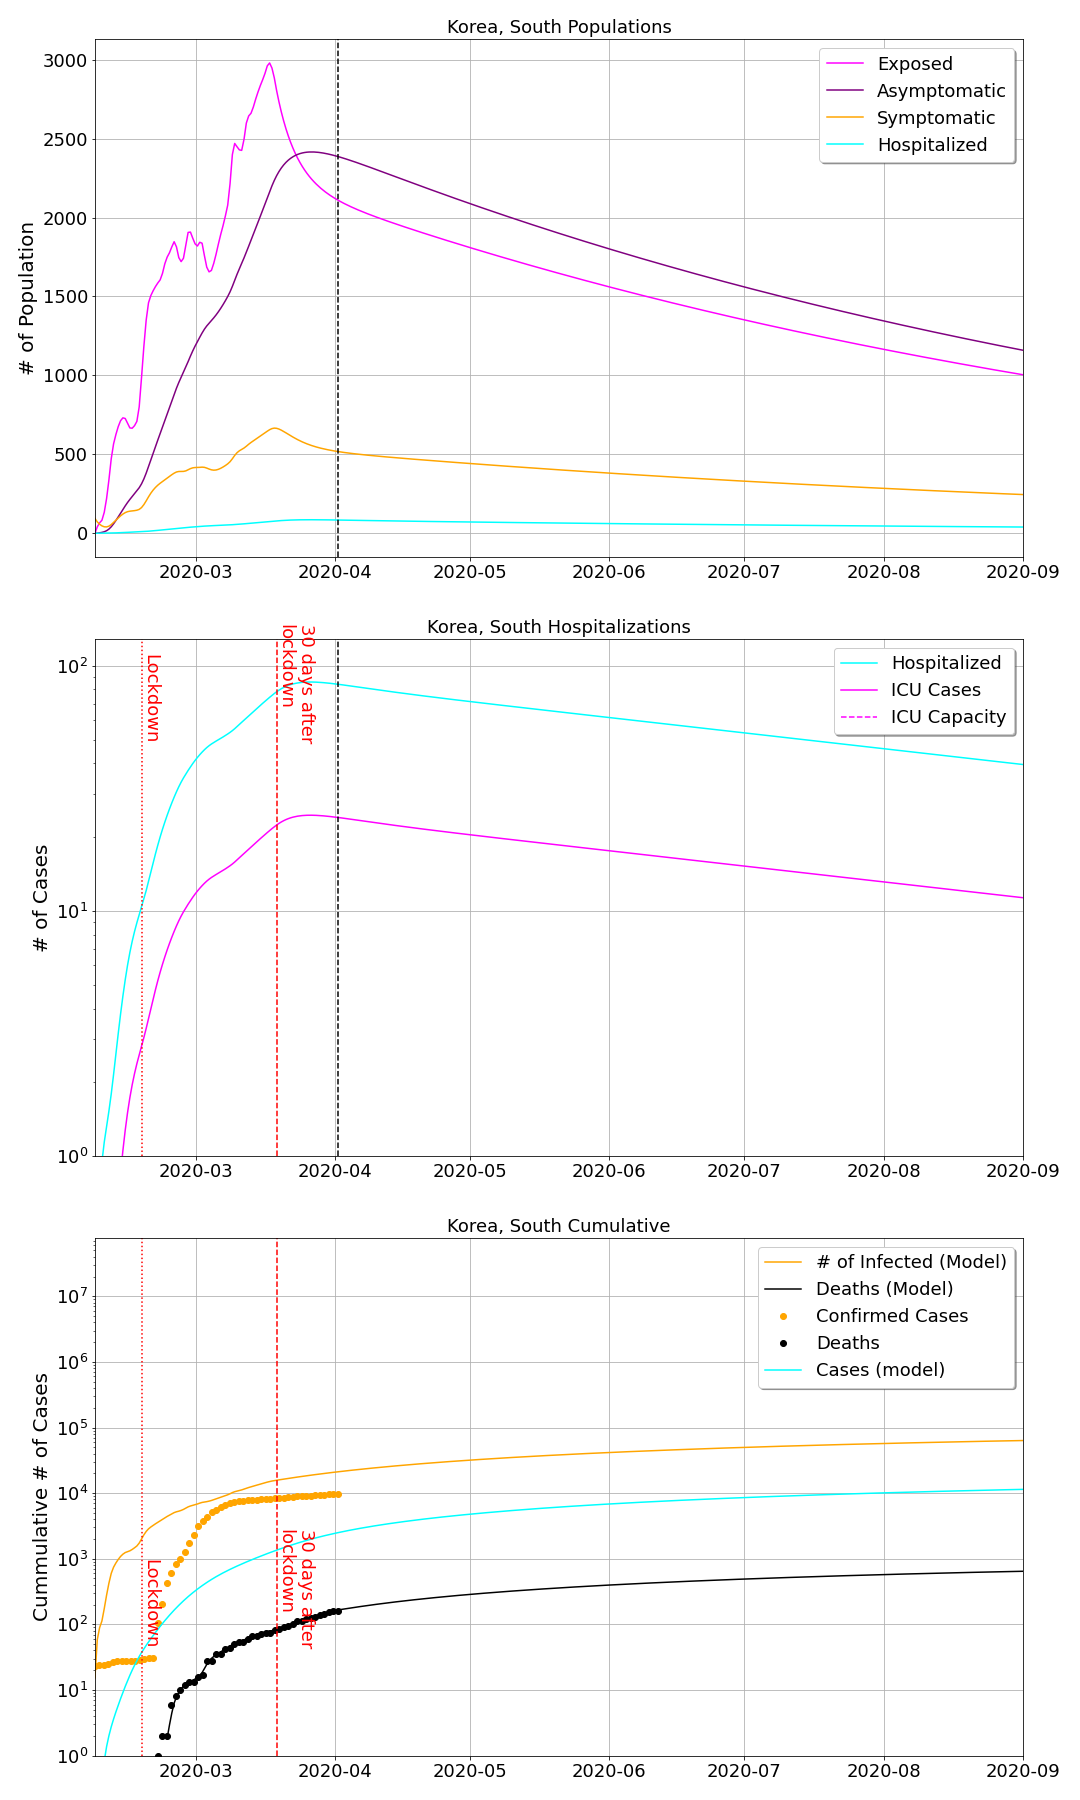 Korea, South Populations
# of Population
3000
2500
2000
1500
1000
500
0
Exposed
Asymptomatic
Symptomatic
Hospitalized
2020-03
2020-04
2020-05
2020-06
2020-07
2020-08
2020-09
Korea, South Hospitalizations
# of Cases
10²
10¹
10⁰
Lockdown
30 days after
lockdown
Hospitalized
ICU Cases
ICU Capacity
2020-03
2020-04
2020-05
2020-06
2020-07
2020-08
2020-09
Korea, South Cumulative
Cummulative # of Cases
10⁷
10⁶
10⁵
10⁴
10³
10²
10¹
10⁰
Lockdown
30 days after
lockdown
# of Infected (Model)
Deaths (Model)
Confirmed Cases
Deaths
Cases (model)
2020-03
2020-04
2020-05
2020-06
2020-07
2020-08
2020-09